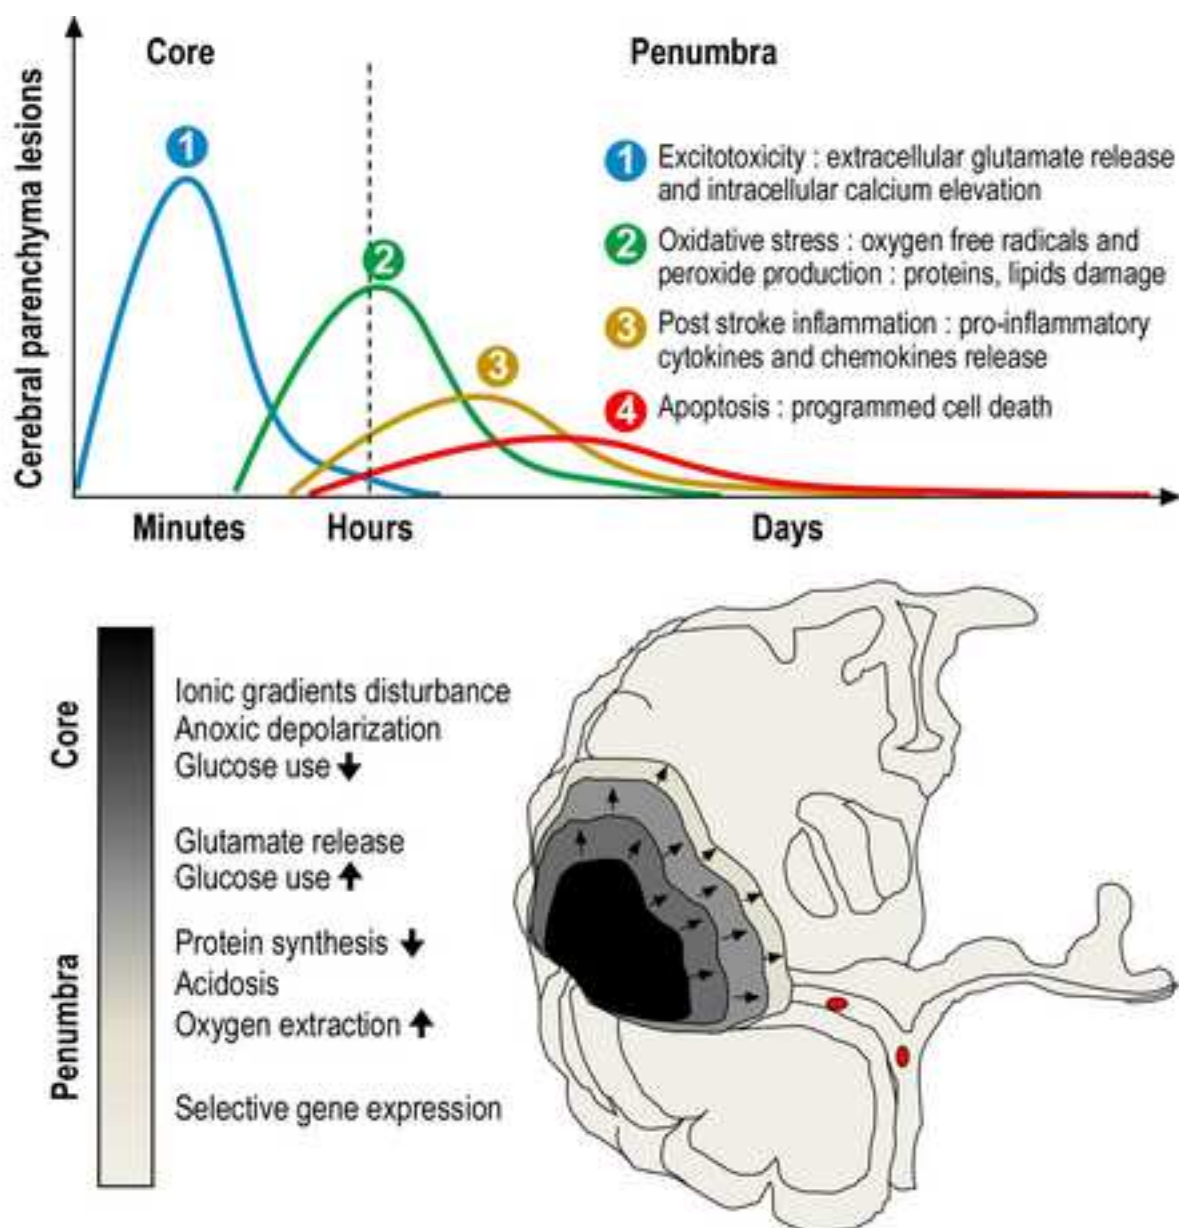 Core
Penumbra
Cerebral parenchyma lesions
1
2
3
1 Excitotoxicity : extracellular glutamate release
and intracellular calcium elevation
2 Oxidative stress : oxygen free radicals and
peroxide production : proteins, lipids damage
3 Post stroke inflammation : pro-inflammatory
cytokines and chemokines release
4 Apoptosis : programmed cell death
Minutes
Hours
Days
Core
Penumbra
Ionic gradients disturbance
Anoxic depolarization
Glucose use ↓
Glutamate release
Glucose use ↑
Protein synthesis ↓
Acidosis
Oxygen extraction ↑
Selective gene expression